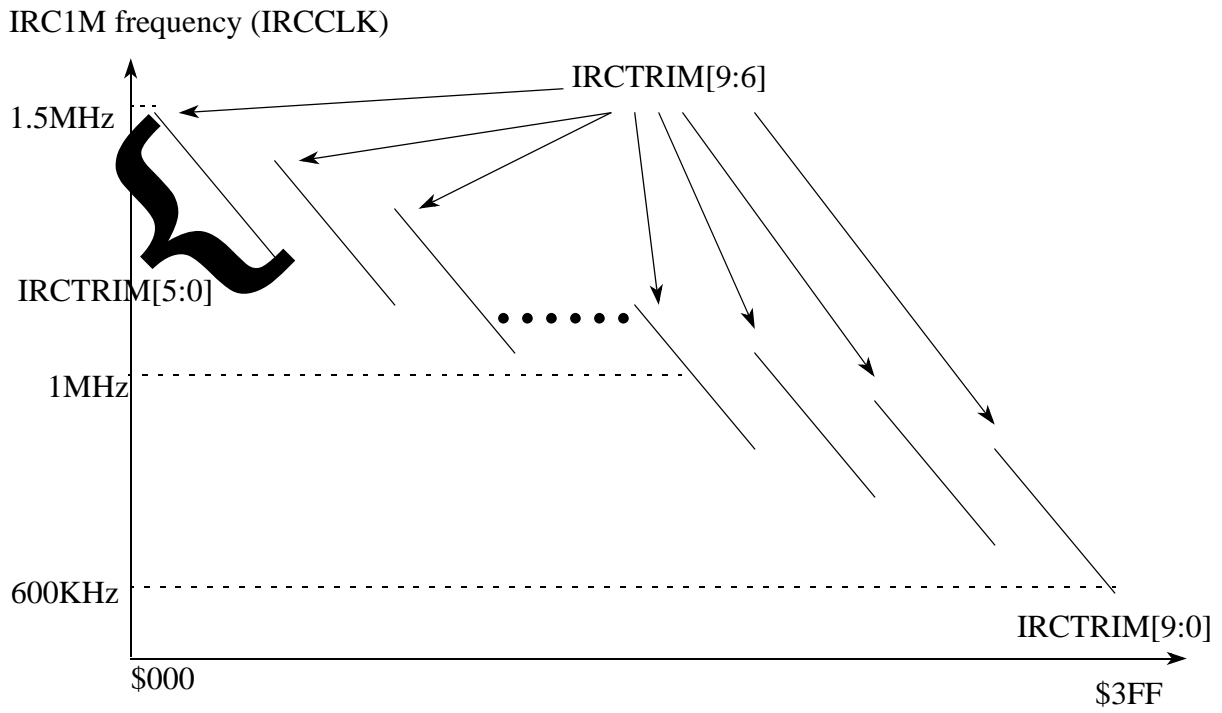 IRC1M frequency (IRCCLK)
IRCTRIM[9:6]
1.5MHz
IRCTRIM[5:0]
1MHz
600KHz
IRCTRIM[9:0]
$000
$3FF